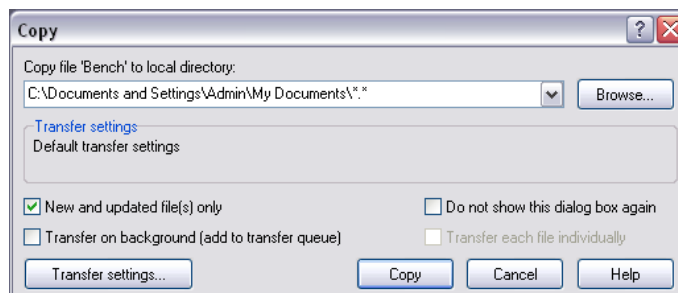 Copy
Copy file 'Bench' to local directory:
C:\Documents and Settings\Admin\My Documents\*.*
Browse...
Transfer settings
Default transfer settings
New and updated file(s) only
Do not show this dialog box again
Transfer on background (add to transfer queue)
Transfer each file individually
Transfer settings...
Copy
Cancel
Help